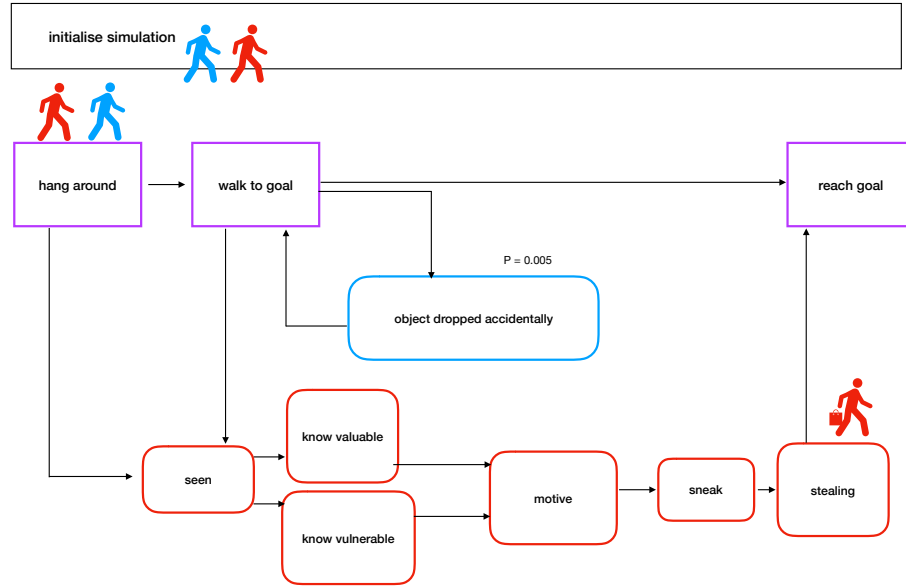 initialise simulation
hang around
walk to goal
reach goal
P = 0.005
object dropped accidentally
know valuable
seen
motive
sneak
stealing
know vulnerable